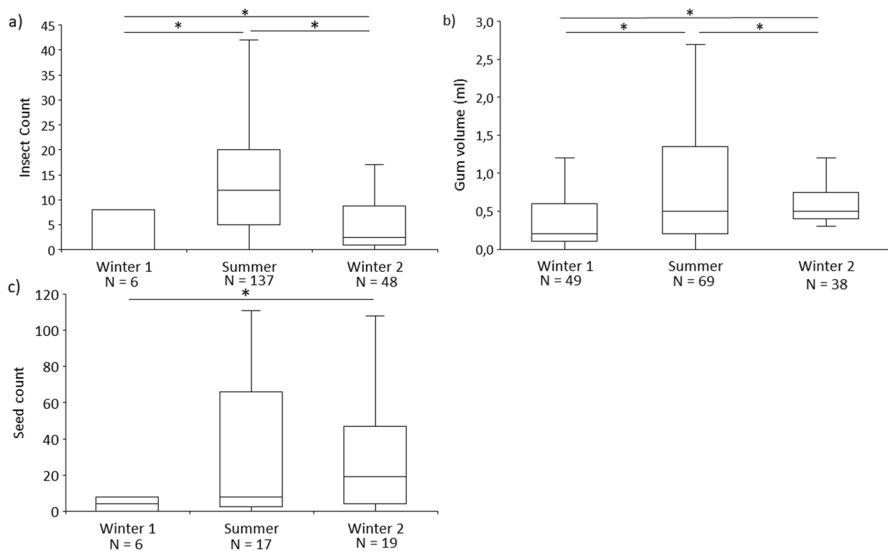 a)
*
*
*
Insect Count
45
40
35
30
25
20
15
10
5
0
Winter 1
Summer
Winter 2
N = 6
N = 137
N = 48
b)
*
*
*
Gum volume (ml)
3,0
2,5
2,0
1,5
1,0
0,5
0,0
Winter 1
Summer
Winter 2
N = 49
N = 69
N = 38
c)
*
Seed count
120
100
80
60
40
20
0
Winter 1
Summer
Winter 2
N = 6
N = 17
N = 19